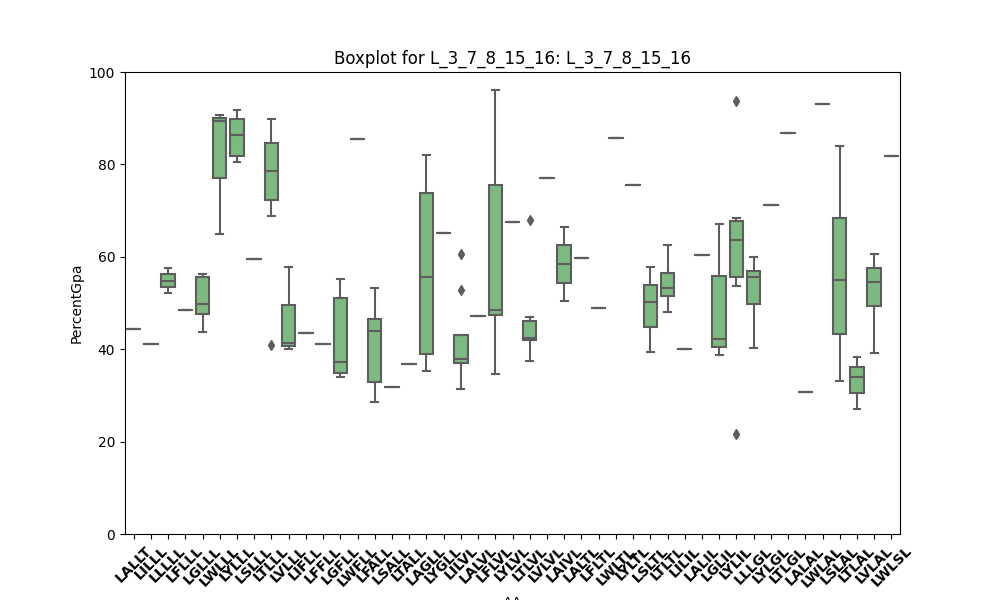 Boxplot for L_3_7_8_15_16: L_3_7_8_15_16
PercentGpa
100
80
60
40
20
0
LALLT
LILLL
LLLLL
LFLLL
LGLLL
LWLLL
LYLLL
LSLLL
LTLLL
LVLLL
LIFLL
LFFLL
LGFLL
LWFLL
LFALL
LSALL
LTALL
LAGLL
LYGLL
LILVL
LALVL
LFLVL
LYLVL
LTLVL
LVLVL
LAIVL
LALTL
LFLTL
LWLTL
LYLTL
LSLTL
LTLTL
LILIL
LALIL
LGLIL
LYLIL
LLLGL
LYLGL
LTLGL
LALAL
LWLAL
LSLAL
LTLAL
LVLAL
LWLSL